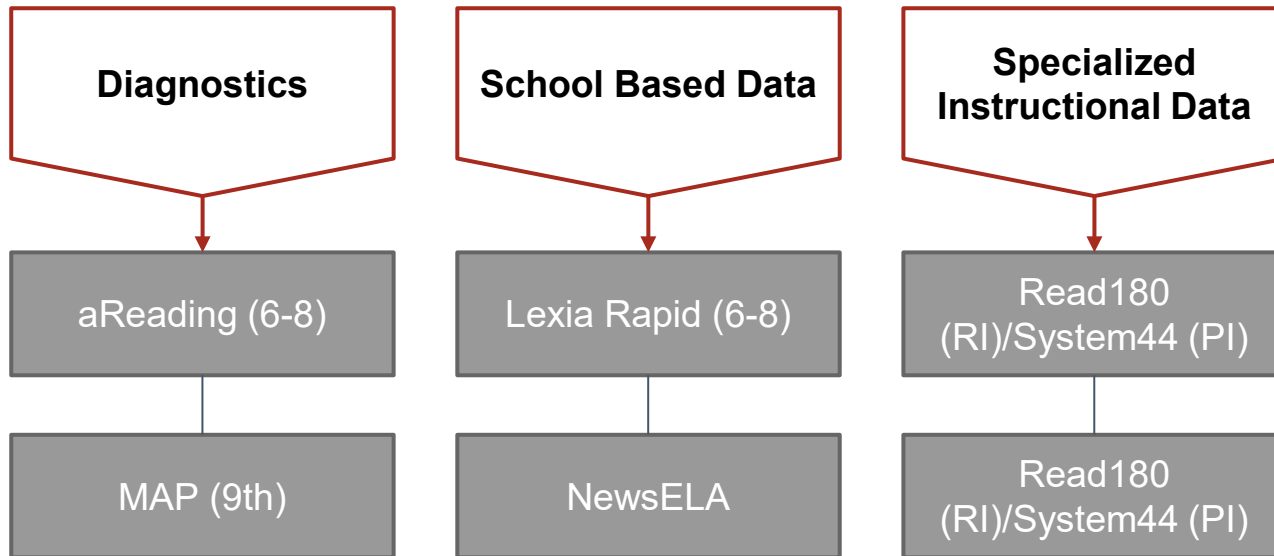 Diagnostics
School Based Data
Specialized
Instructional Data
aReading (6-8)
Lexia Rapid (6-8)
Read180
(RI)/System44 (PI)
MAP (9th)
NewsELA
Read180
(RI)/System44 (PI)